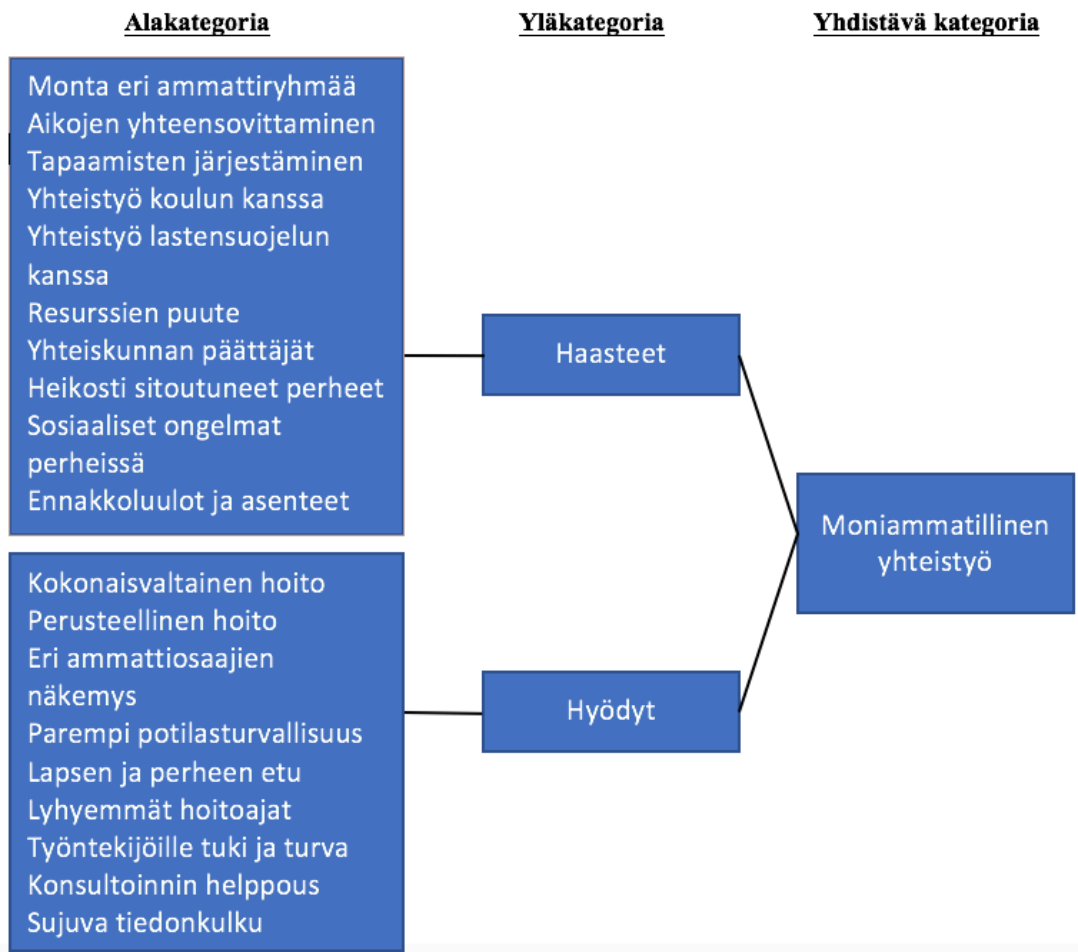 Alakategoria
Yläkategoria
Yhdistävä kategoria
Monta eri ammattiryhmää
Aikojen yhteensovittaminen
Tapaamisten järjestäminen
Yhteistyö koulun kanssa
Yhteistyö lastensuojelun
kanssa
Resurssien puute
Yhteiskunnan päättäjät
Heikosti sitoutuneet perheet
Sosiaaliset ongelmat
perheissä
Ennakkoluulot ja asenteet
Haasteet
Moniammatillinen
yhteistyö
Kokonaisvaltainen hoito
Perusteellinen hoito
Eri ammattiosaajien
näkemys
Parempi potilasturvallisuus
Lapsen ja perheen etu
Lyhyemmät hoitoajat
Työntekijöille tuki ja turva
Konsultoinnin helppous
Sujuva tiedonkulku
Hyödyt